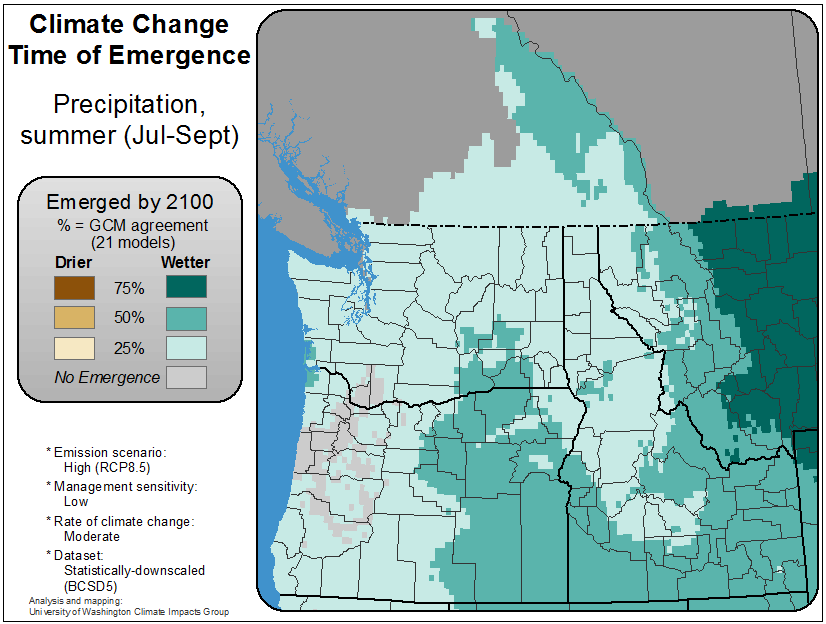 Climate Change
Time of Emergence
Precipitation,
summer (Jul-Sept)
Emerged by 2100
% = GCM agreement
(21 models)
Drier Wetter
75%
50%
25%
No Emergence
* Emission scenario:
High (RCP8.5)
* Management sensitivity:
Low
* Rate of climate change:
Moderate
* Dataset:
Statistically-downscaled
(BCSD5)
Analysis and mapping:
University of Washington Climate Impacts Group